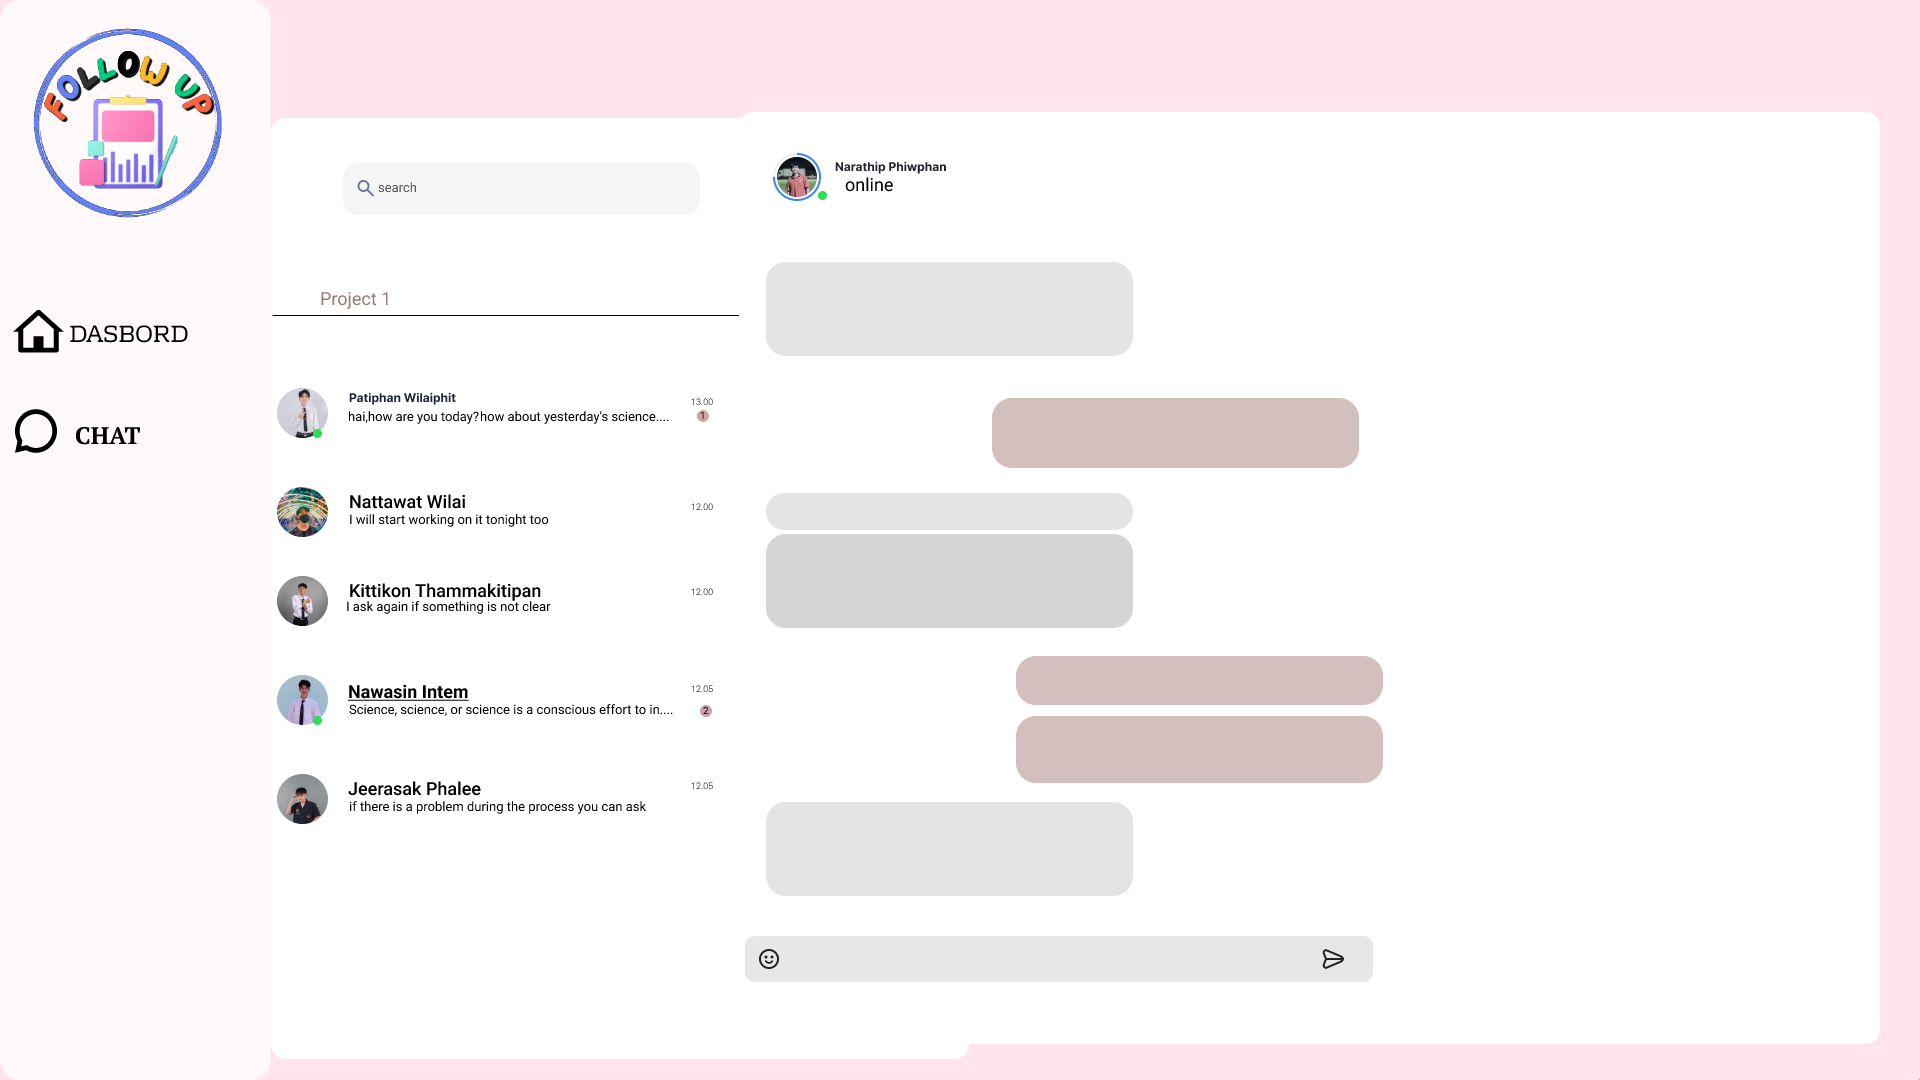 FOLLOW UP
DASBORD
CHAT
search
Project 1
Patiphan Wilaiphit
13.00
hai,how are you today?how about yesterday's science....
1
Nattawat Wilai
12.00
I will start working on it tonight too
Kittikon Thammakitipan
12.00
I ask again if something is not clear
Nawasin Intem
12.05
Science, science, or science is a conscious effort to in....
2
Jeerasak Phalee
12.05
if there is a problem during the process you can ask
Narathip Phiwphan
online